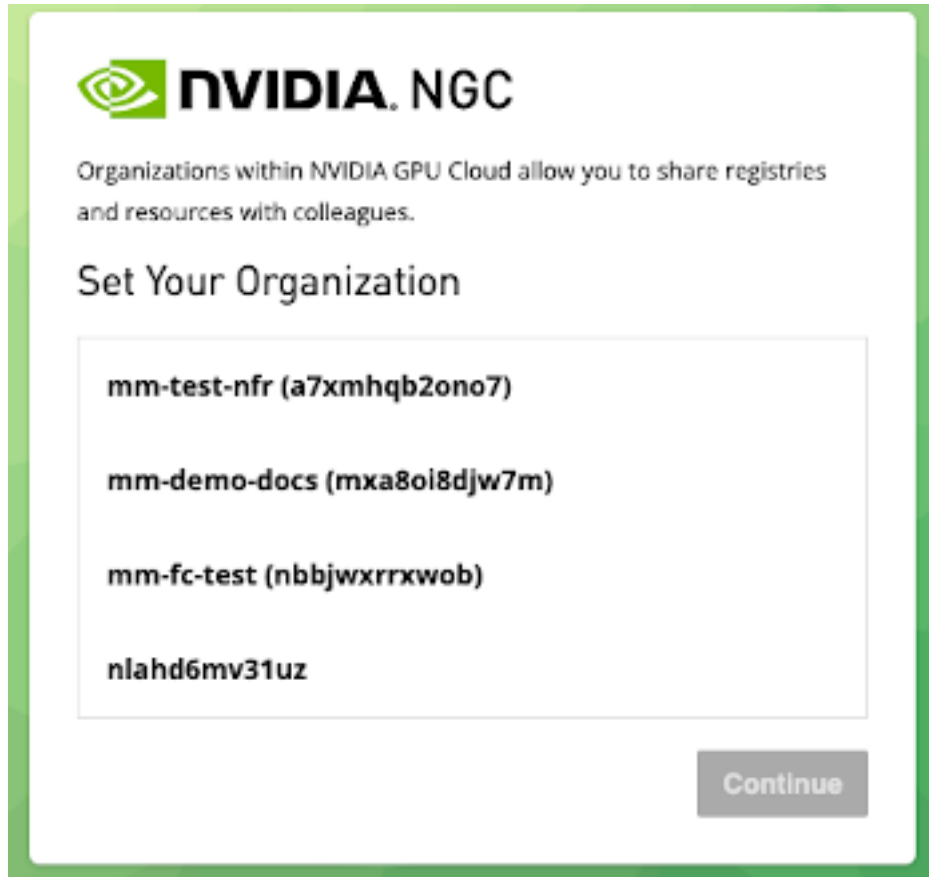 NVIDIA. NGC
Organizations within NVIDIA GPU Cloud allow you to share registries
and resources with colleagues.
Set Your Organization
mm-test-nfr (a7xmhqb2ono7)
mm-demo-docs (mxa8oi8djw7m)
mm-fc-test (nbbjwxrrxwob)
nlahd6mv31uz
Continue